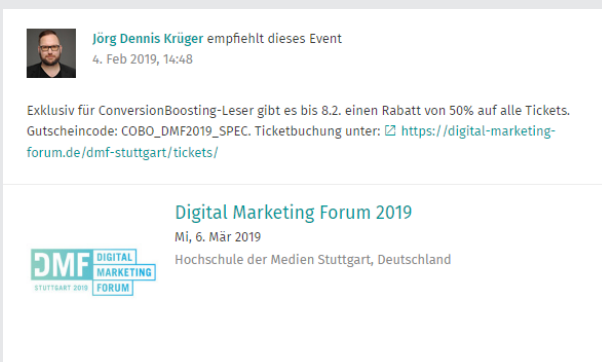 Jörg Dennis Krüger empfiehlt dieses Event
4. Feb 2019, 14:48
Exklusiv für ConversionBoosting-Leser gibt es bis 8.2. einen Rabatt von 50% auf alle Tickets.
Gutscheincode: COBO_DMF2019_SPEC. Ticketbuchung unter: https://digital-marketing-
forum.de/dmf-stuttgart/tickets/
Digital Marketing Forum 2019
Mi, 6. Mär 2019
Hochschule der Medien Stuttgart, Deutschland
DMF
STUTTGART 2019
DIGITAL
MARKETING
FORUM